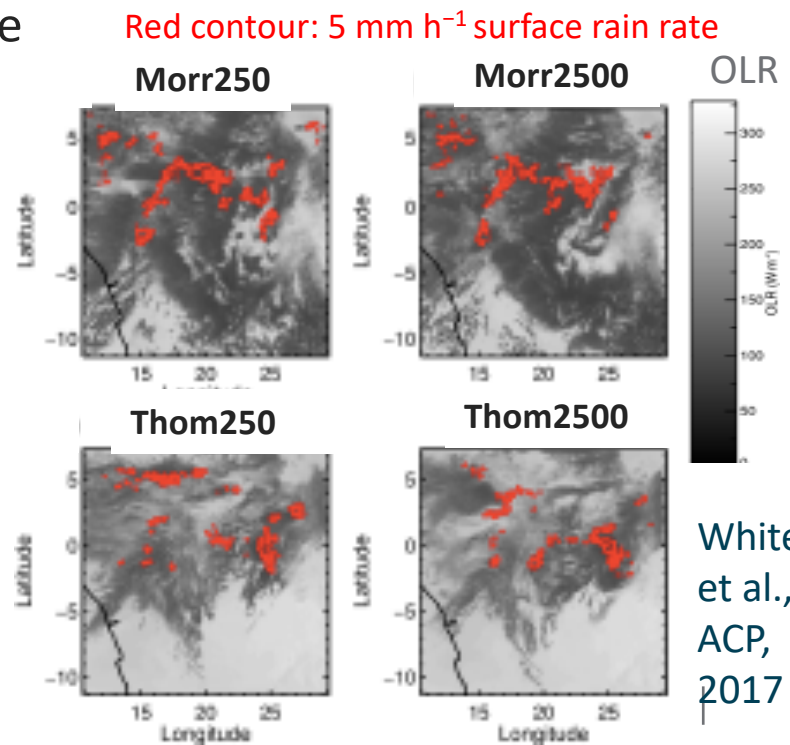 e
Red contour: 5 mm h⁻¹ surface rain rate
Morr250
Morr2500
OLR
Latitude
5
0
−5
−10
15
20
25
Latitude
5
0
−5
−10
15
20
25
300
250
200
150
100
50
0
OLR (Wm²)
Thom250
Thom2500
Latitude
5
0
−5
−10
15
20
25
Longitude
Latitude
5
0
−5
−10
15
20
25
Longitude
White
et al.,
ACP,
2017